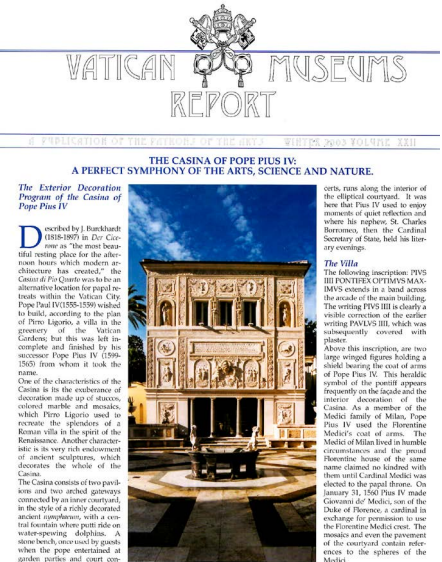 VATICAN MUSEUMS
REPORT
A PUBLICATION OF THE PATRONS OF THE ARTS WINTER 2003 VOLUME XXII
THE CASINA OF POPE PIUS IV:
A PERFECT SYMPHONY OF THE ARTS, SCIENCE AND NATURE.
The Exterior Decoration
Program of the Casina of
Pope Pius IV
Described by J. Burckhardt
(1818-1897) in Der Cice-
rone as "the most beau-
tiful resting place for the after-
noon hours which modern ar-
chitecture has created," the
Casina di Pio Quarto was to be an
alternative location for papal re-
treats within the Vatican City.
Pope Paul IV(1555-1559) wished
to build, according to the plan
of Pirro Ligorio, a villa in the
greenery of the Vatican
Gardens; but this was left in-
complete and finished by his
successor Pope Pius IV (1599-
1565) from whom it took the
name.
One of the characteristics of the
Casina is its the exuberance of
decoration made up of stuccos,
colored marble and mosaics,
which Pirro Ligorio used to
recreate the splendors of a
Roman villa in the spirit of the
Renaissance. Another character-
istic is its very rich endowment
of ancient sculptures, which
decorates the whole of the
Casina.
The Casina consists of two pavil-
ions and two arched gateways
connected by an inner courtyard,
in the style of a richly decorated
ancient nymphaeum, with a cen-
tral fountain where putti ride on
water-spewing dolphins. A
stone bench, once used by guests
when the pope entertained at
garden parties and court con-
certs, runs along the interior of
the elliptical courtyard. It was
here that Pius IV used to enjoy
moments of quiet reflection and
where his nephew, St. Charles
Borromeo, then the Cardinal
Secretary of State, held his liter-
ary evenings.
The Villa
The following inscription: PIVS
IIII PONTIFEX OPTIMVS MAX-
IMVS extends in a band across
the arcade of the main building.
The writing PIVS IIII is clearly a
visible correction of the earlier
writing PAVLVS IIII, which was
subsequently covered with
plaster.
Above this inscription, are two
large winged figures holding a
shield bearing the coat of arms
of Pope Pius IV. This heraldic
symbol of the pontiff appears
frequently on the façade and the
interior decoration of the
Casina. As a member of the
Medici family of Milan, Pope
Pius IV used the Florentine
Medici's coat of arms. The
Medici of Milan lived in humble
circumstances and the proud
Florentine house of the same
name claimed no kindred with
them until Cardinal Medici was
elected to the papal throne. On
January 31, 1560 Pius IV made
Giovanni de' Medici, son of the
Duke of Florence, a cardinal in
exchange for permission to use
the Florentine Medici crest. The
mosaics and even the pavement
of the courtyard contain refer-
ences to the spheres of the
Medici